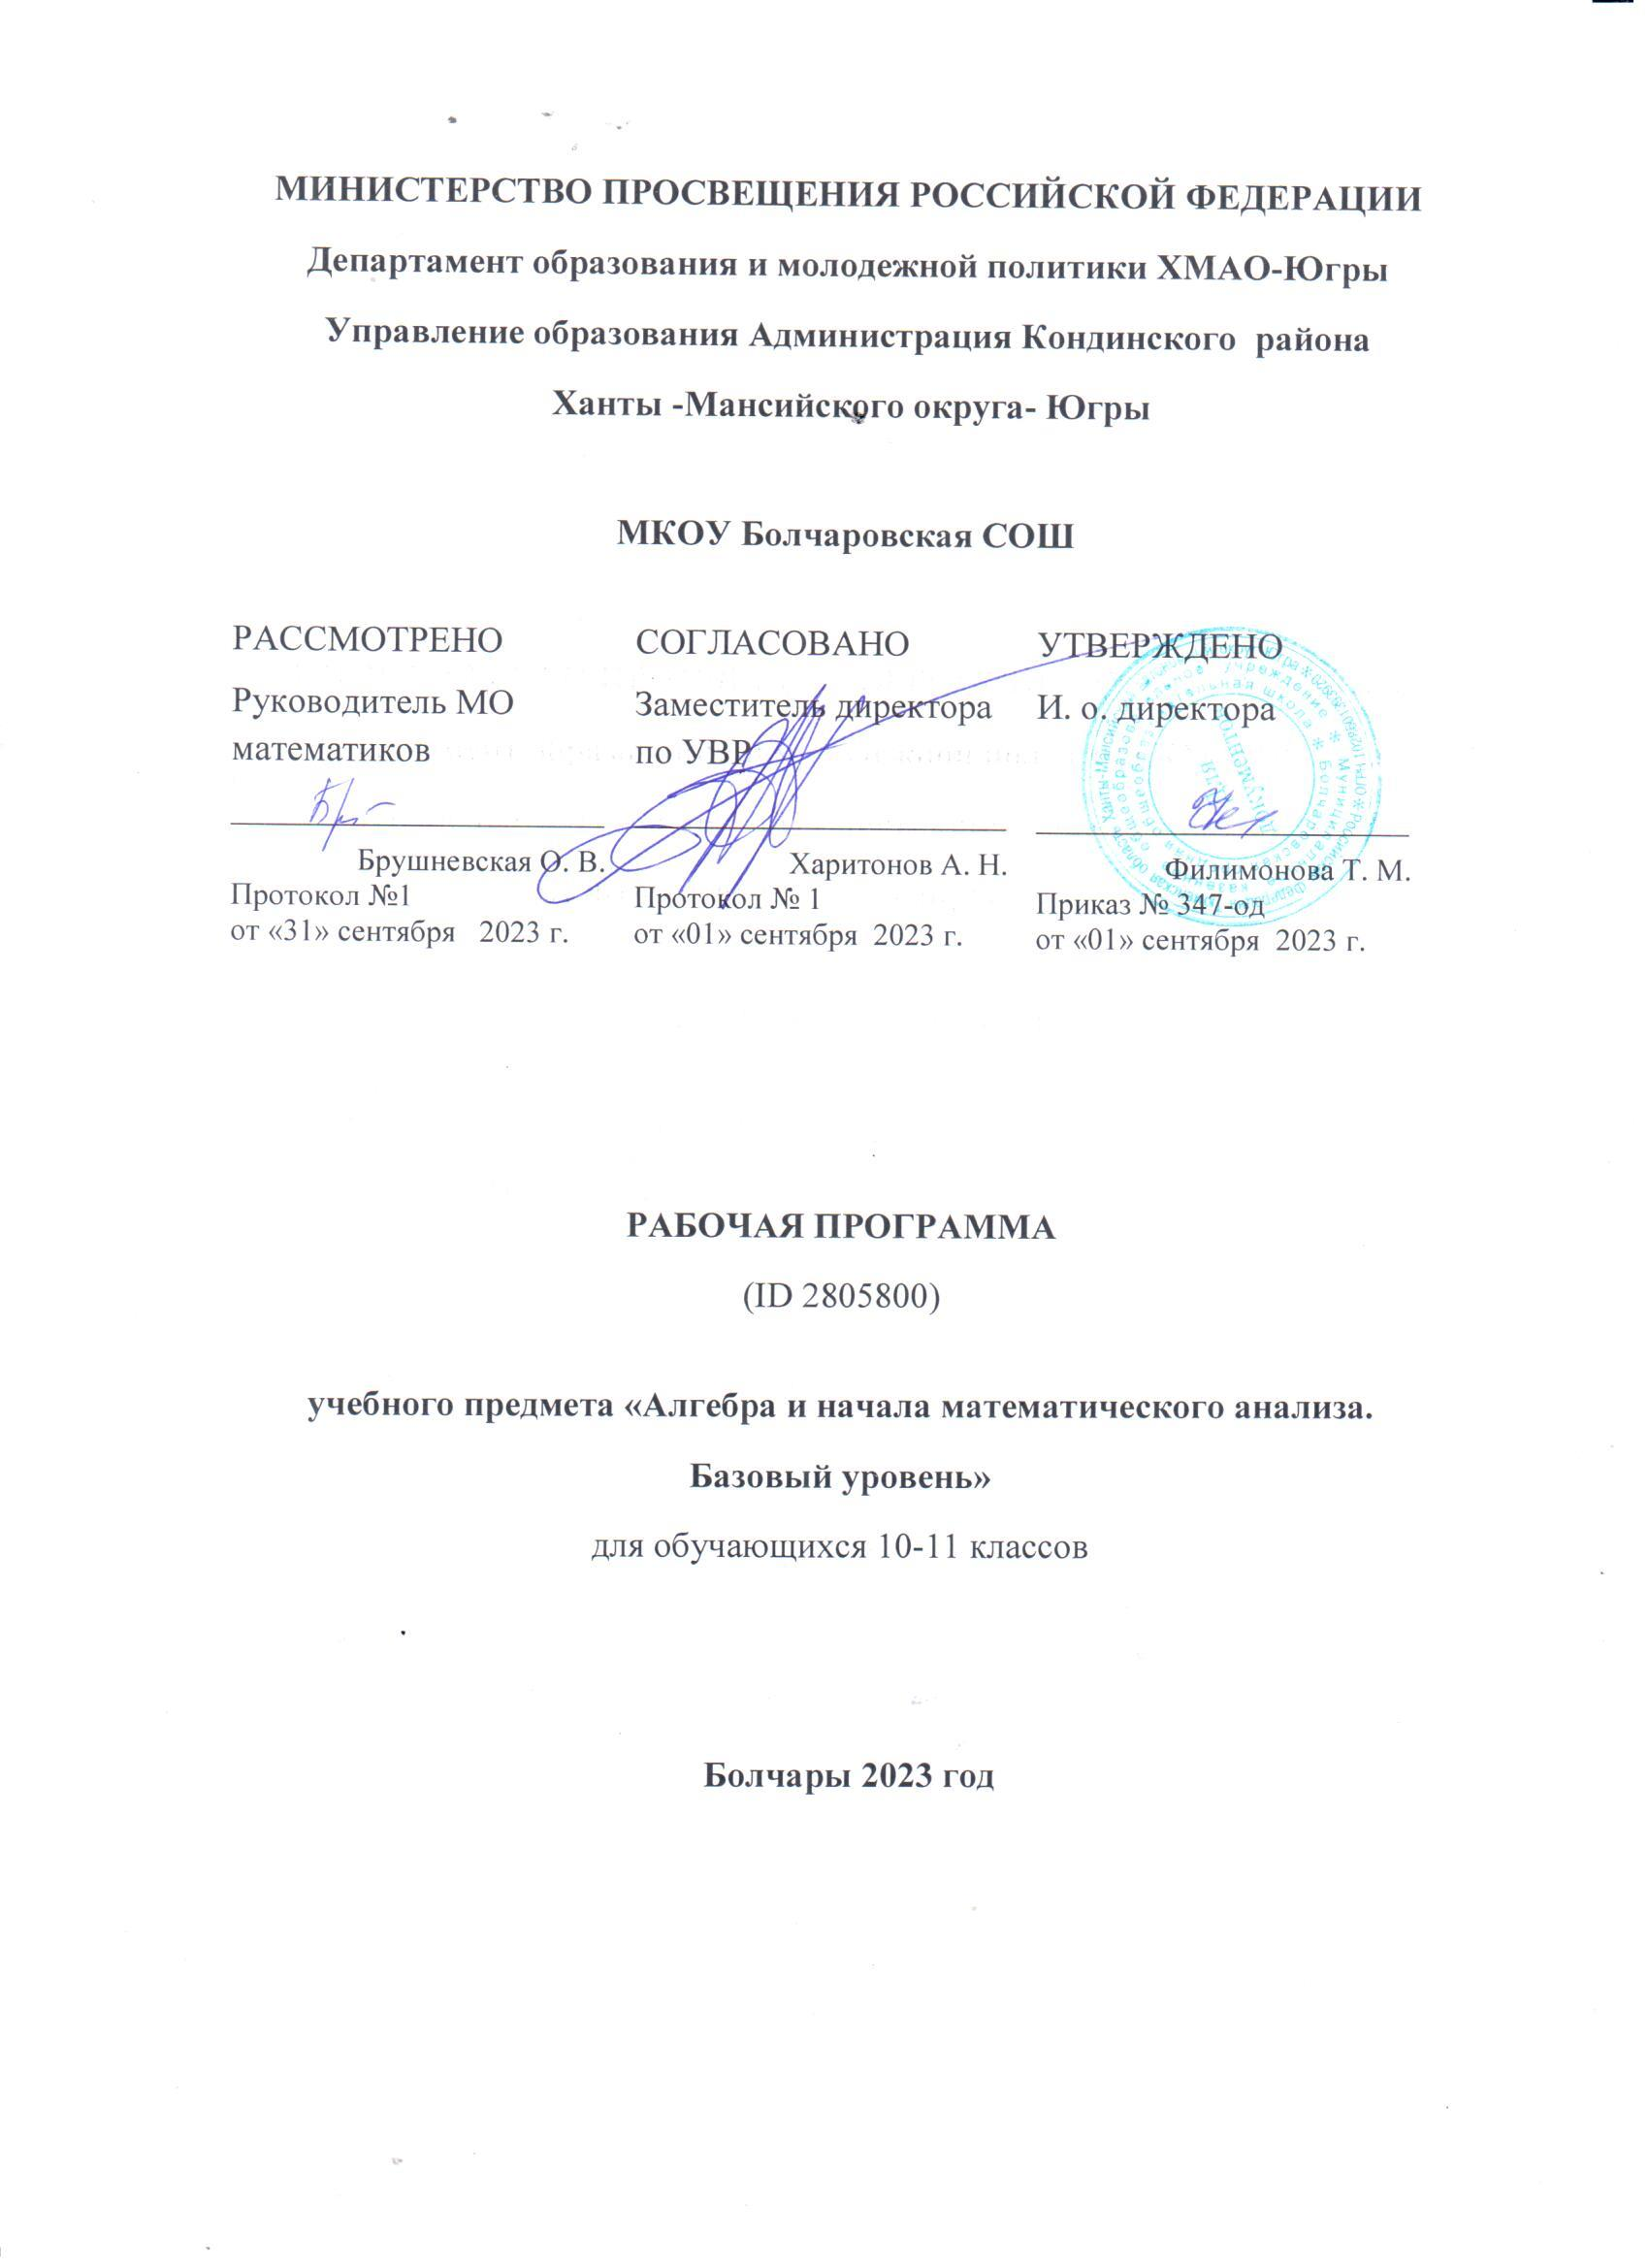 МИНИСТЕРСТВО ПРОСВЕЩЕНИЯ РОССИЙСКОЙ ФЕДЕРАЦИИ
Департамент образования и молодежной политики ХМАО-Югры
Управление образования Администрация Кондинского  района
Ханты -Мансийского округа- Югры
МКОУ Болчаровская СОШ
РАССМОТРЕНО
Руководитель МО
математиков
Брушневская О. В.
Протокол №1
от «31» сентября   2023 г.
СОГЛАСОВАНО
Заместитель директора
по УВР
Харитонов А. Н.
Протокол № 1
от «01» сентября  2023 г.
УТВЕРЖДЕНО
И. о. директора
Филимонова Т. М.
Приказ № 347-од
от «01» сентября  2023 г.
РАБОЧАЯ ПРОГРАММА
(ID 2805800)
учебного предмета «Алгебра и начала математического анализа.
Базовый уровень»
для обучающихся 10-11 классов
Болчары 2023 год